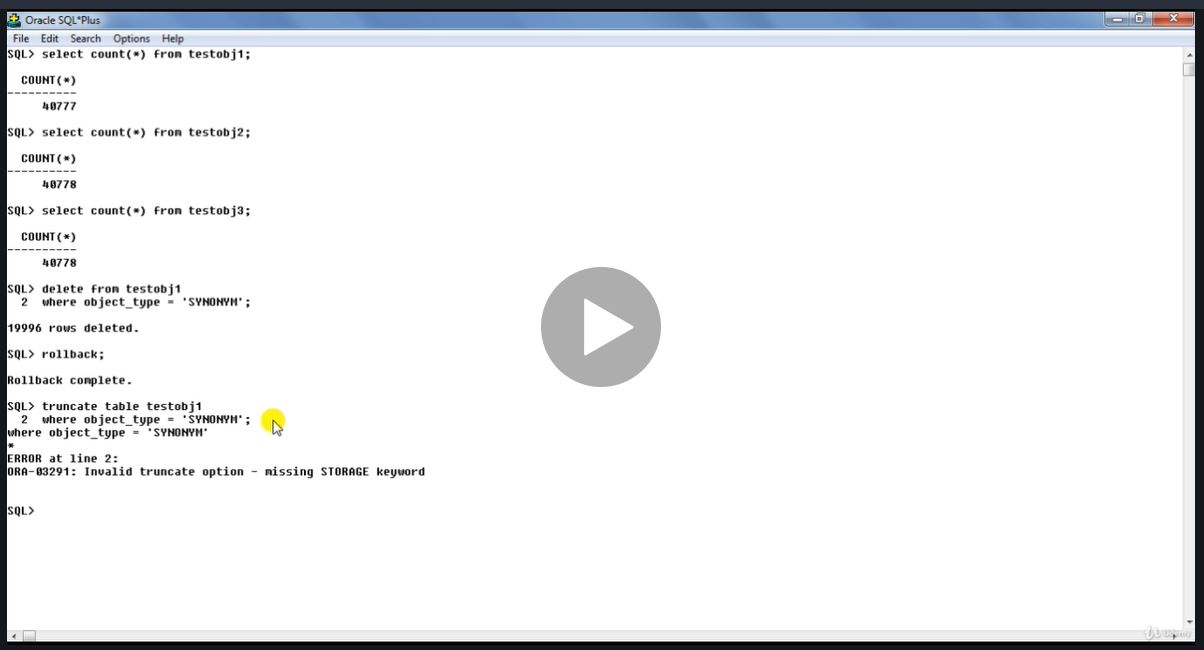 Oracle SQL*Plus
File Edit Search Options Help
SQL> select count(*) from testobj1;
COUNT(*)
----------
40777
SQL> select count(*) from testobj2;
COUNT(*)
----------
40778
SQL> select count(*) from testobj3;
COUNT(*)
----------
40778
SQL> delete from testobj1
2 where object_type = 'SYNONYM';
19996 rows deleted.
SQL> rollback;
Rollback complete.
SQL> truncate table testobj1
2 where object_type = 'SYNONYM';
where object_type = 'SYNONYM'
*
ERROR at line 2:
ORA-03291: Invalid truncate option - missing STORAGE keyword
SQL>
Udemy